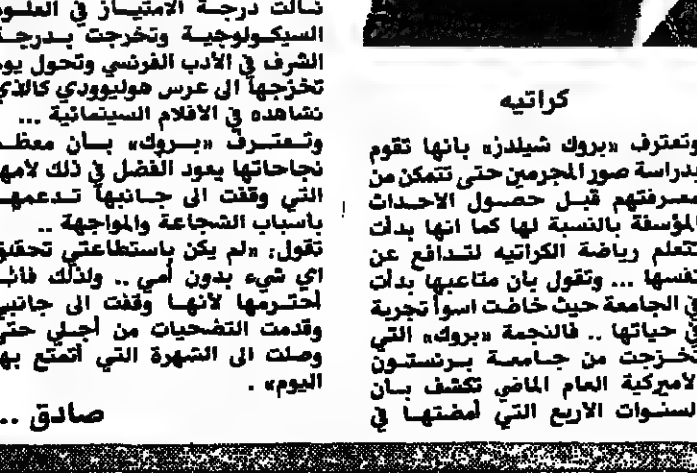 كراتيه
وتعترف «بروك شيلدز» بانها تقوم
بدراسة صور المجرمين حتى تتمكن من
معرفتهم قبل حصول الاحداث
المؤسفة بالنسبة لها كما انها بدأت
بتعلم رياضة الكراتيه لتدافع عن
نفسها ... وتقول بان متاعبها بدأت
في الجامعة حيث خاضت اسوأ تجربة
في حياتها .. فالنجمة «بروك» التي
تخرجت من جامعة برنستون
الاميركية العام الماضي تكشف بان
السنوات الاربع التي أمضتها في
نالت درجة الامتياز في العلوم
السيكولوجية وتخرجت بدرجة
الشرف في الأدب الفرنسي وتحول يوم
تخرجها الى عرس هوليوودي كالذي
نشاهده في الافلام السينمائية ...
وتعترف «بروك» بان معظم
نجاحاتها يعود الفضل في ذلك لامها
التي وقفت الى جانبها تدعمها
بأسباب الشجاعة والمواجهة ..
تقول: «لم يكن باستطاعتي تحقيق
اي شيء بدون أمي .. ولذلك فانا
أحترمها لانها وقفت الى جانبي
وقدمت التضحيات من أجلي حتى
وصلت الى الشهرة التي أتمتع بها
اليوم» .
صادق ..